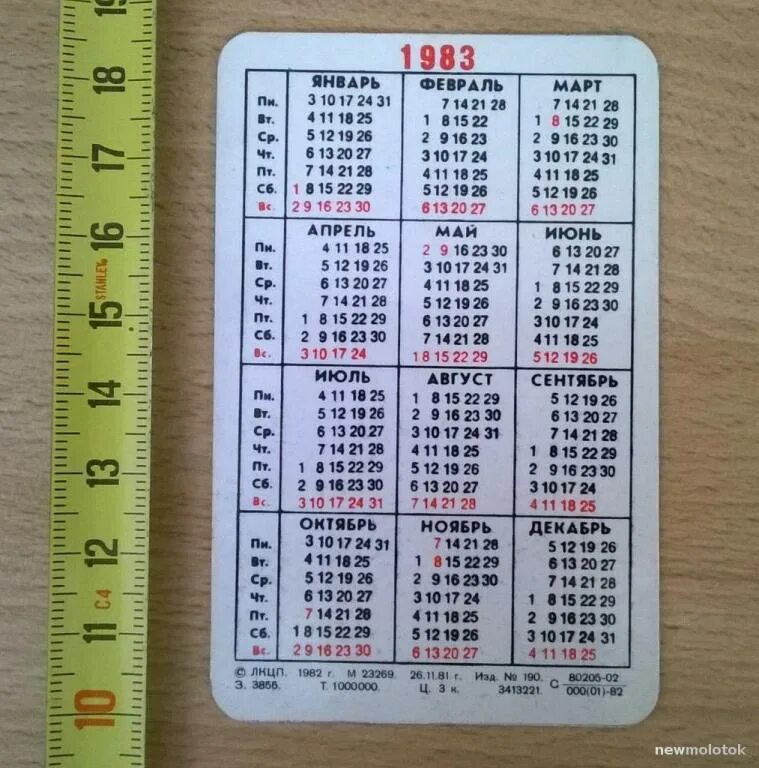 1983
ЯНВАРЬ ФЕВРАЛЬ МАРТ
Пн. 3 10 17 24 31 7 14 21 28 7 14 21 28
Вт. 4 11 18 25 1 8 15 22 1 8 15 22 29
Ср. 5 12 19 26 2 9 16 23 2 9 16 23 30
Чт. 6 13 20 27 3 10 17 24 3 10 17 24 31
Пт. 7 14 21 28 4 11 18 25 4 11 18 25
Сб. 1 8 15 22 29 5 12 19 26 5 12 19 26
Вс. 2 9 16 23 30 6 13 20 27 6 13 20 27
АПРЕЛЬ МАЙ ИЮНЬ
Пн. 4 11 18 25 2 9 16 23 30 6 13 20 27
Вт. 5 12 19 26 3 10 17 24 31 7 14 21 28
Ср. 6 13 20 27 4 11 18 25 1 8 15 22 29
Чт. 7 14 21 28 5 12 19 26 2 9 16 23 30
Пт. 1 8 15 22 29 6 13 20 27 3 10 17 24
Сб. 2 9 16 23 30 7 14 21 28 4 11 18 25
Вс. 3 10 17 24 1 8 15 22 29 5 12 19 26
ИЮЛЬ АВГУСТ СЕНТЯБРЬ
Пн. 4 11 18 25 1 8 15 22 29 5 12 19 26
Вт. 5 12 19 26 2 9 16 23 30 6 13 20 27
Ср. 6 13 20 27 3 10 17 24 31 7 14 21 28
Чт. 7 14 21 28 4 11 18 25 1 8 15 22 29
Пт. 1 8 15 22 29 5 12 19 26 2 9 16 23 30
Сб. 2 9 16 23 30 6 13 20 27 3 10 17 24
Вс. 3 10 17 24 31 7 14 21 28 4 11 18 25
ОКТЯБРЬ НОЯБРЬ ДЕКАБРЬ
Пн. 3 10 17 24 31 7 14 21 28 5 12 19 26
Вт. 4 11 18 25 1 8 15 22 29 6 13 20 27
Ср. 5 12 19 26 2 9 16 23 30 7 14 21 28
Чт. 6 13 20 27 3 10 17 24 1 8 15 22 29
Пт. 7 14 21 28 4 11 18 25 2 9 16 23 30
Сб. 1 8 15 22 29 5 12 19 26 3 10 17 24 31
Вс. 2 9 16 23 30 6 13 20 27 4 11 18 25
© ЛКЦП. 1982 г. М 23269. 26.11.81 г. Изд. № 190. С 80205-02
З. 3856. Т. 1000000. Ц. 3 к. 3413221. 000(01)-82
19
18
17
16
STANLEY
15
14
13
12
C4
11
10
newmolotok